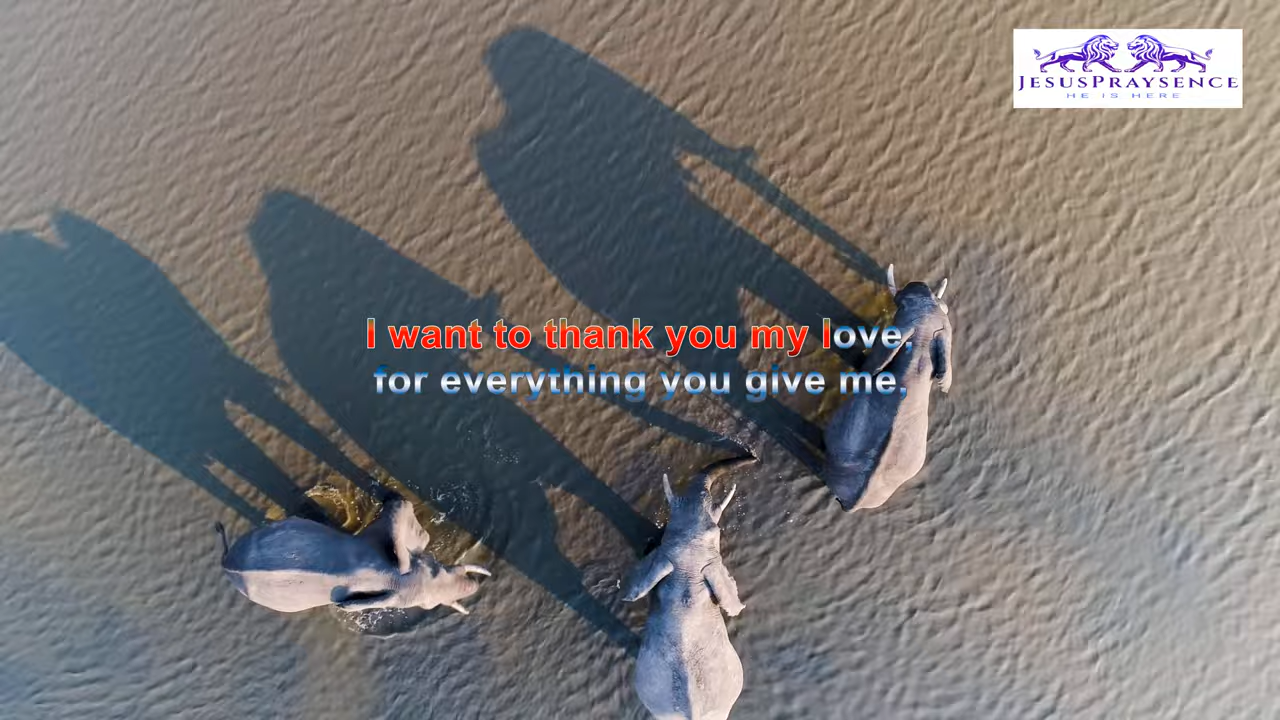 JESUSPRAYSENCE
HE IS HERE
I want to thank you my love,
for everything you give me,